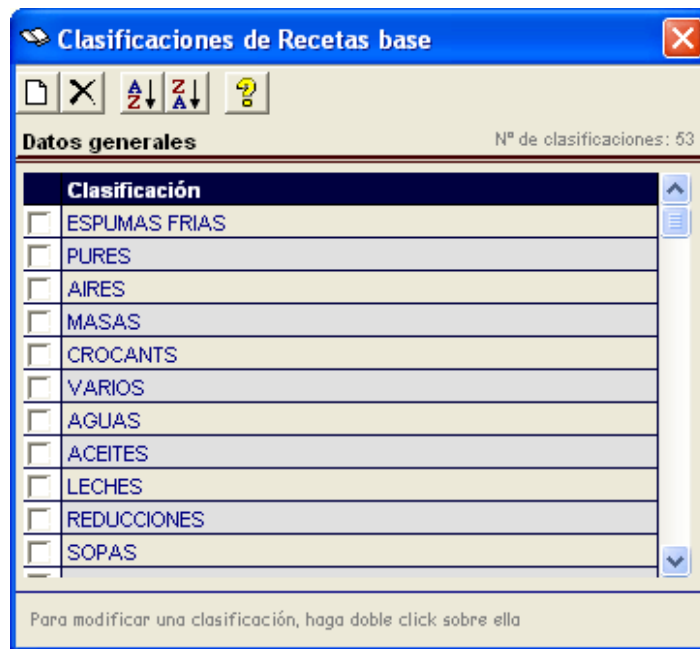 Clasificaciones de Recetas base
Datos generales
Nº de clasificaciones: 53
Clasificación
ESPUMAS FRIAS
PURES
AIRES
MASAS
CROCANTS
VARIOS
AGUAS
ACEITES
LECHES
REDUCCIONES
SOPAS
Para modificar una clasificación, haga doble click sobre ella